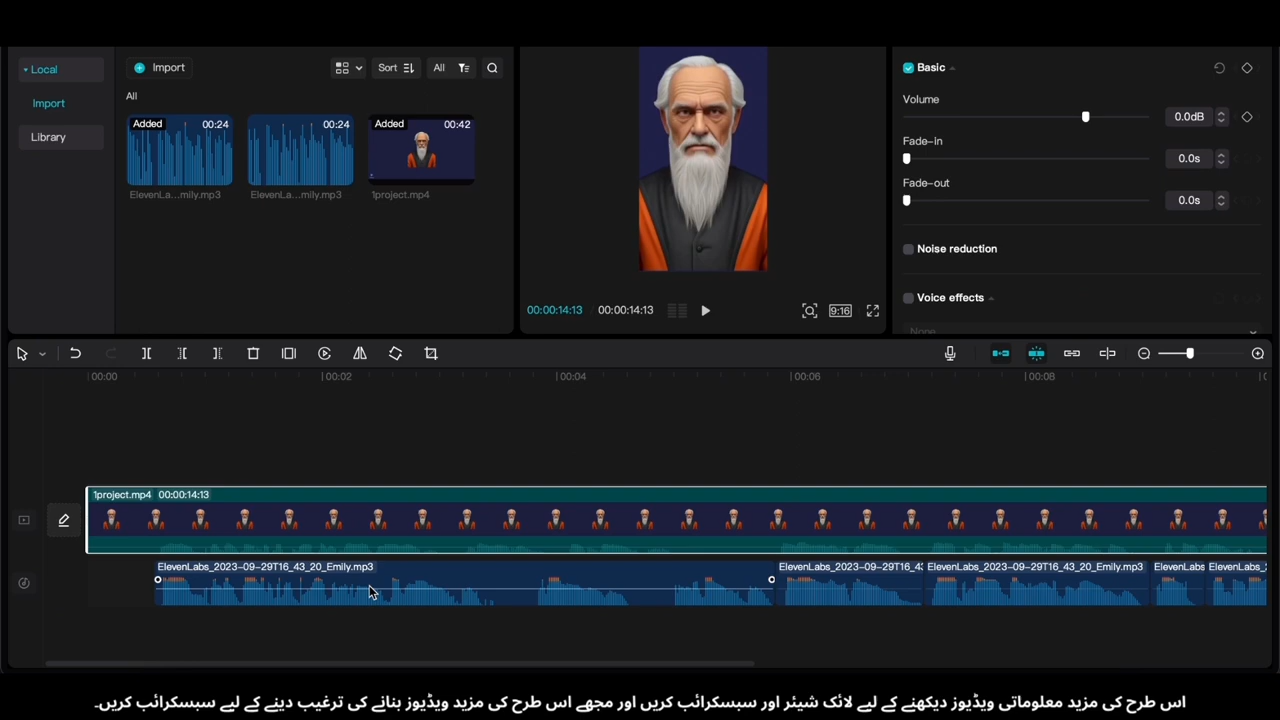 Local
Import
Library
Import
Sort
All
All
Added 00:24
00:24
Added 00:42
ElevenLa...mily.mp3
ElevenLa...mily.mp3
1project.mp4
00:00:14:13 / 00:00:14:13
9:16
Basic
Volume
0.0dB
Fade-in
0.0s
Fade-out
0.0s
Noise reduction
Voice effects
None
00:00
00:02
00:04
00:06
00:08
1project.mp4 00:00:14:13
ElevenLabs_2023-09-29T16_43_20_Emily.mp3
ElevenLabs_2023-09-29T16_43
ElevenLabs_2023-09-29T16_43_20_Emily.mp3
ElevenLabs
ElevenLabs_2
اس طرح کی مزید معلوماتی ویڈیوز دیکھنے کے لیے لائک شیئر اور سبسکرائب کریں اور مجھے اس طرح کی مزید ویڈیوز بنانے کی ترغیب دینے کے لیے سبسکرائب کریں۔